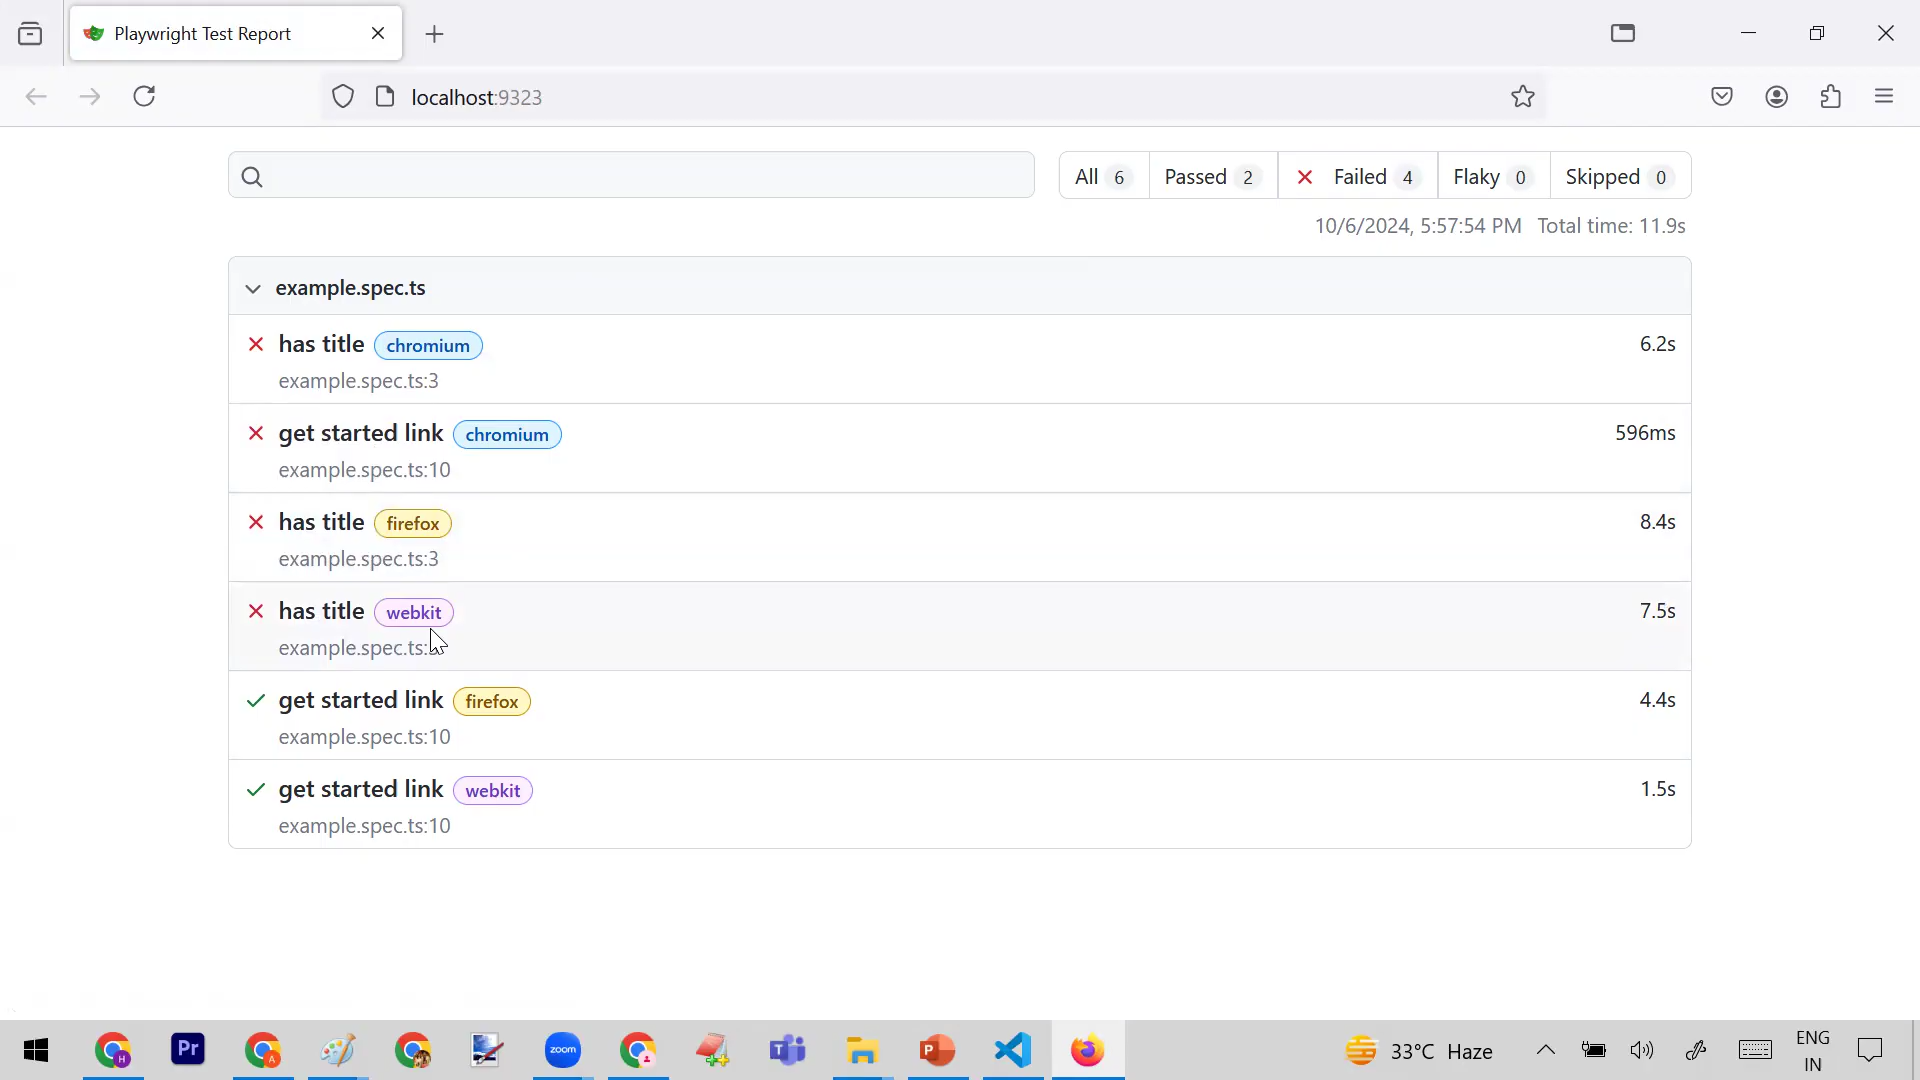 Playwright Test Report
localhost:9323
All 6 Passed 2 Failed 4 Flaky 0 Skipped 0
10/6/2024, 5:57:54 PM Total time: 11.9s
example.spec.ts
has title chromium 6.2s
example.spec.ts:3
get started link chromium 596ms
example.spec.ts:10
has title firefox 8.4s
example.spec.ts:3
has title webkit 7.5s
example.spec.ts:
get started link firefox 4.4s
example.spec.ts:10
get started link webkit 1.5s
example.spec.ts:10
H Pr A zoom T P 33°C Haze ENG
IN